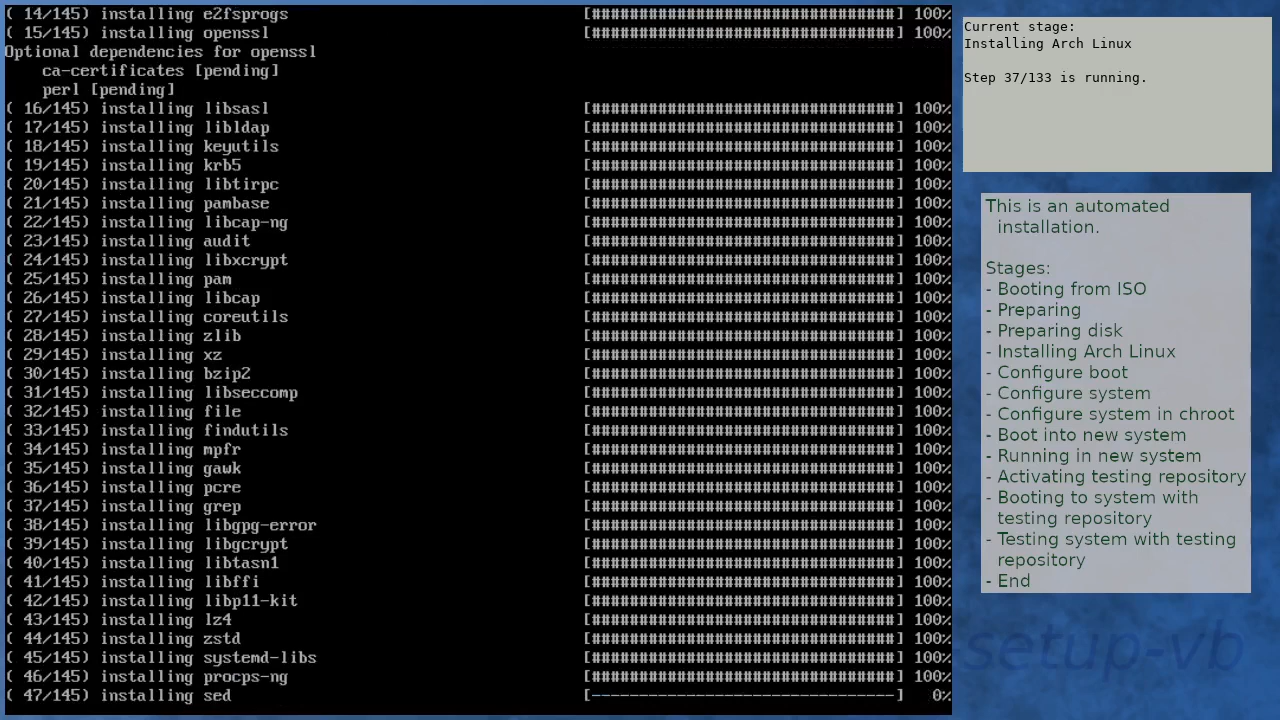 ( 14/145) installing e2fsprogs [################################] 100%
( 15/145) installing openssl [################################] 100%
Optional dependencies for openssl
ca-certificates [pending]
perl [pending]
( 16/145) installing libsasl [################################] 100%
( 17/145) installing libldap [################################] 100%
( 18/145) installing keyutils [################################] 100%
( 19/145) installing krb5 [################################] 100%
( 20/145) installing libtirpc [################################] 100%
( 21/145) installing pambase [################################] 100%
( 22/145) installing libcap-ng [################################] 100%
( 23/145) installing audit [################################] 100%
( 24/145) installing libxcrypt [################################] 100%
( 25/145) installing pam [################################] 100%
( 26/145) installing libcap [################################] 100%
( 27/145) installing coreutils [################################] 100%
( 28/145) installing zlib [################################] 100%
( 29/145) installing xz [################################] 100%
( 30/145) installing bzip2 [################################] 100%
( 31/145) installing libseccomp [################################] 100%
( 32/145) installing file [################################] 100%
( 33/145) installing findutils [################################] 100%
( 34/145) installing mpfr [################################] 100%
( 35/145) installing gawk [################################] 100%
( 36/145) installing pcre [################################] 100%
( 37/145) installing grep [################################] 100%
( 38/145) installing libgpg-error [################################] 100%
( 39/145) installing libgcrypt [################################] 100%
( 40/145) installing libtasn1 [################################] 100%
( 41/145) installing libffi [################################] 100%
( 42/145) installing libp11-kit [################################] 100%
( 43/145) installing lz4 [################################] 100%
( 44/145) installing zstd [################################] 100%
( 45/145) installing systemd-libs [################################] 100%
( 46/145) installing procps-ng [################################] 100%
( 47/145) installing sed [--------------------------------] 0%
Current stage:
Installing Arch Linux
Step 37/133 is running.
This is an automated
installation.
Stages:
- Booting from ISO
- Preparing
- Preparing disk
- Installing Arch Linux
- Configure boot
- Configure system
- Configure system in chroot
- Boot into new system
- Running in new system
- Activating testing repository
- Booting to system with
testing repository
- Testing system with testing
repository
- End
setup-vb